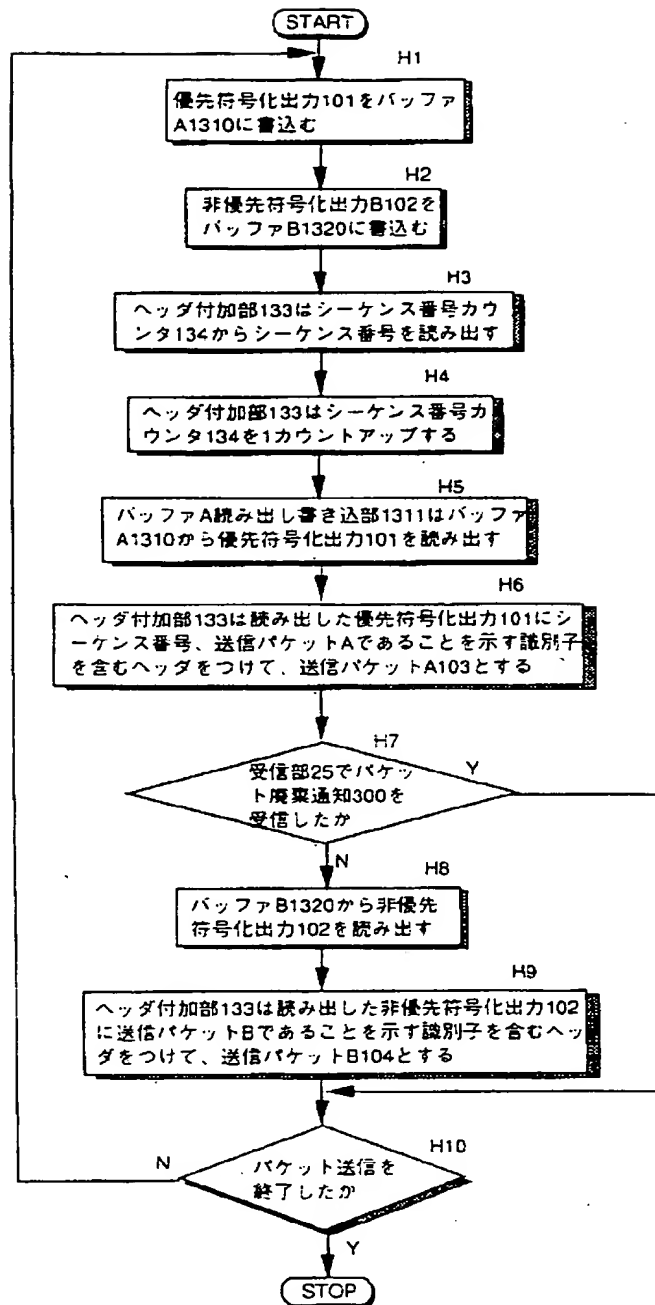 START
H1
優先符号化出力101をバッファ
A1310に書込む
H2
非優先符号化出力B102を
バッファB1320に書込む
H3
ヘッダ付加部133はシーケンス番号カウ
ンタ134からシーケンス番号を読み出す
H4
ヘッダ付加部133はシーケンス番号カ
ウンタ134を1カウントアップする
H5
バッファA読み出し書き込部1311はバッファ
A1310から優先符号化出力101を読み出す
H6
ヘッダ付加部133は読み出した優先符号化出力101にシ
ーケンス番号、送信パケットAであることを示す識別子
を含むヘッダをつけて、送信パケットA103とする
H7
受信部25でパケッ
ト廃棄通知300を
受信したか
Y
N
H8
バッファB1320から非優先
符号化出力102を読み出す
H9
ヘッダ付加部133は読み出した非優先符号化出力102
に送信パケットBであることを示す識別子を含むヘッ
ダをつけて、送信パケットB104とする
H10
N
パケット送信を
終了したか
Y
STOP